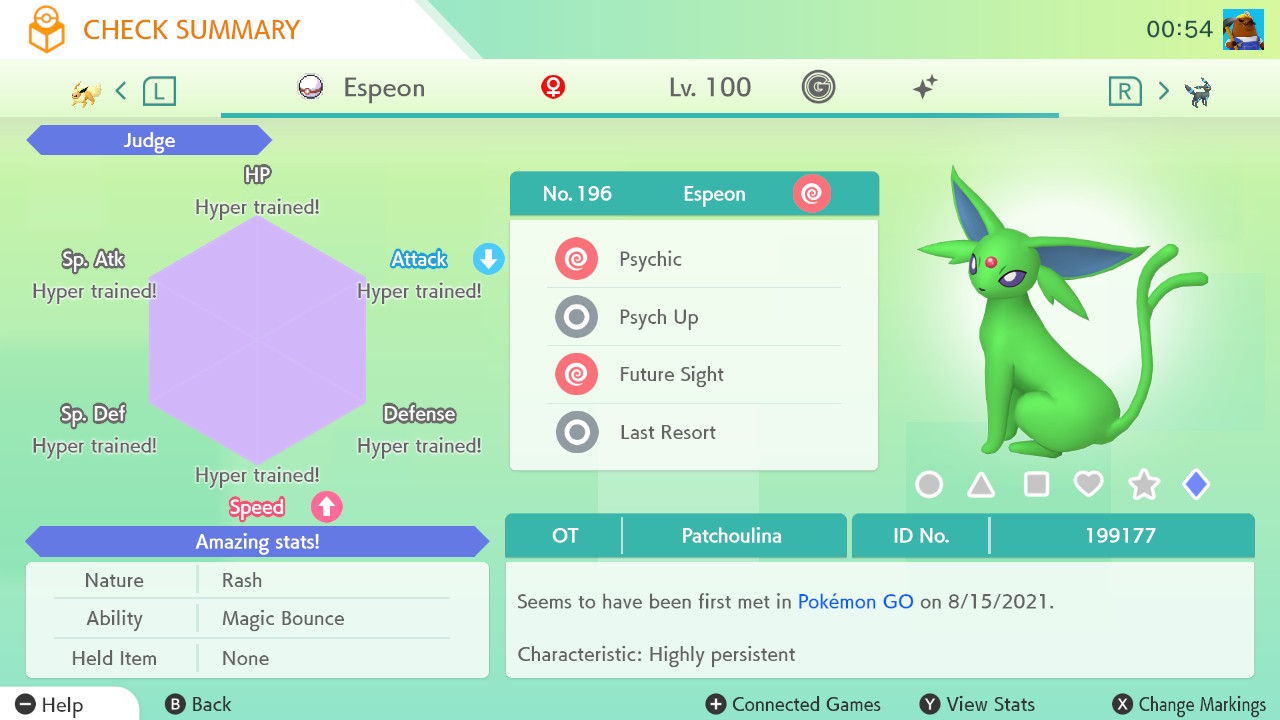 CHECK SUMMARY
00:54
L
Espeon
Lv. 100
G
R
Judge
HP
Hyper trained!
Sp. Atk
Hyper trained!
Attack
Hyper trained!
Sp. Def
Hyper trained!
Defense
Hyper trained!
Hyper trained!
Speed
Amazing stats!
Nature Rash
Ability Magic Bounce
Held Item None
No. 196 Espeon
Psychic
Psych Up
Future Sight
Last Resort
OT Patchoulina ID No. 199177
Seems to have been first met in Pokémon GO on 8/15/2021.
Characteristic: Highly persistent
Help
B Back
Connected Games
Y View Stats
X Change Markings